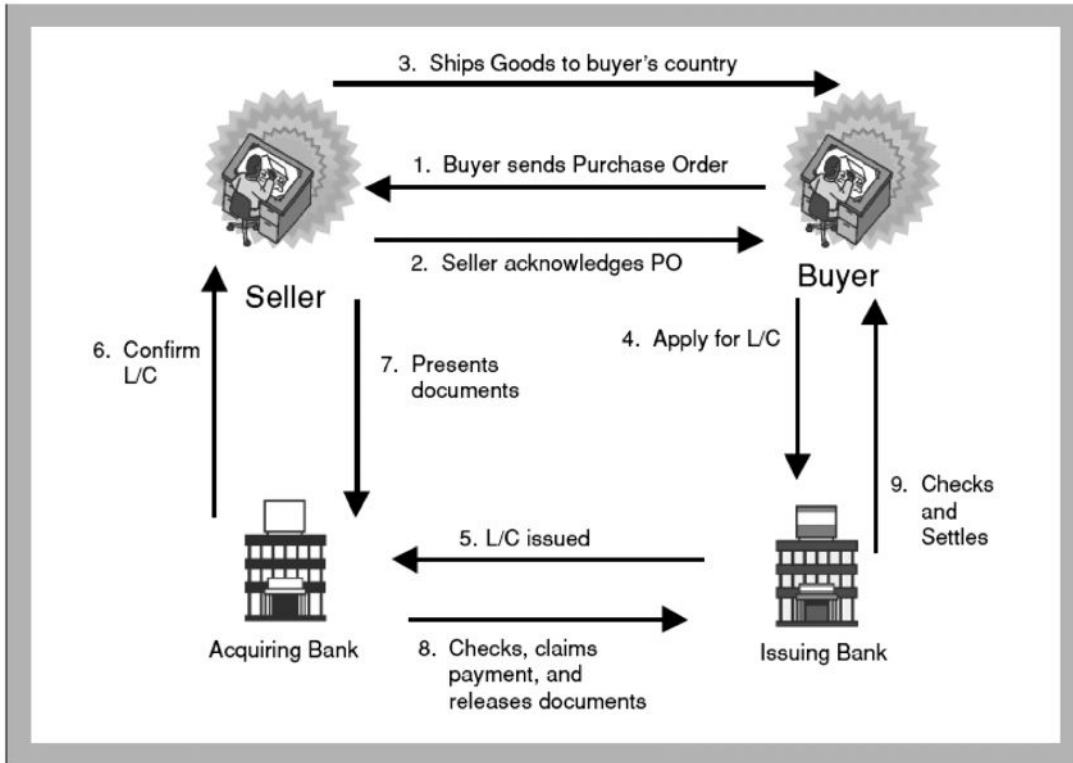 3. Ships Goods to buyer's country
1. Buyer sends Purchase Order
2. Seller acknowledges PO
Seller
Buyer
6. Confirm
L/C
7. Presents
documents
4. Apply for L/C
9. Checks
and
Settles
5. L/C issued
Acquiring Bank
Issuing Bank
8. Checks, claims
payment, and
releases documents